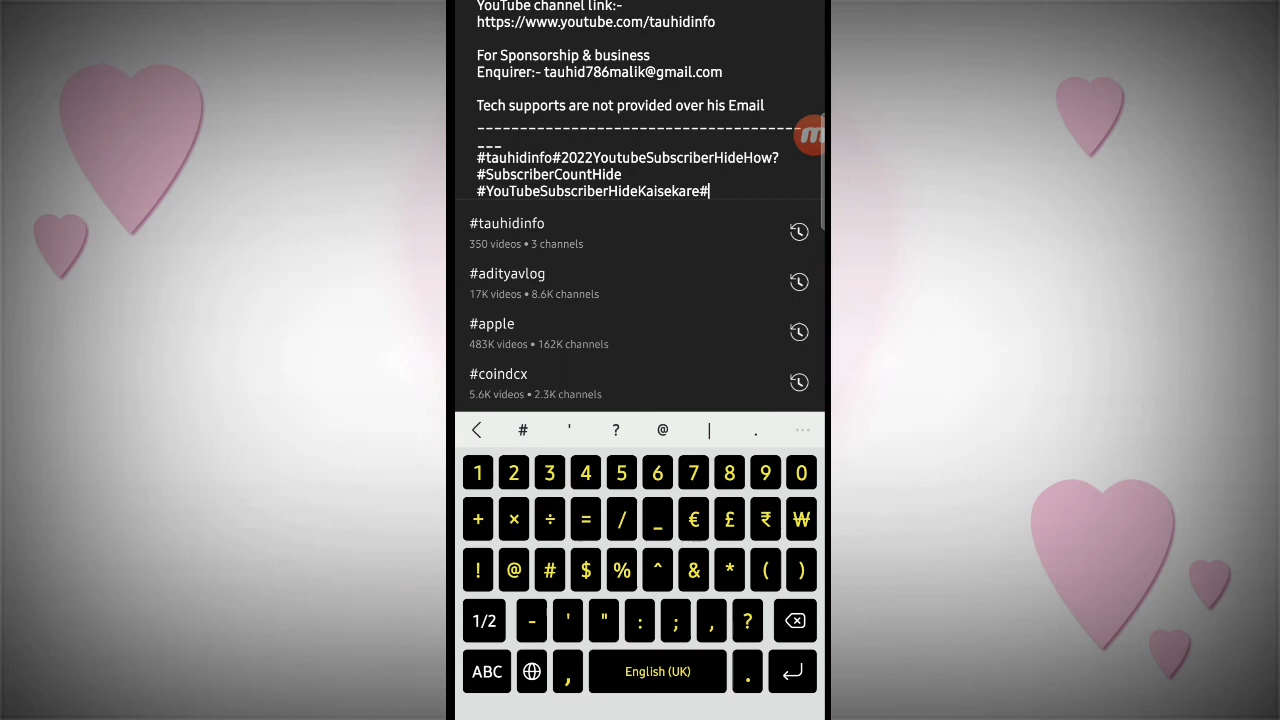 YouTube channel link:-
https://www.youtube.com/tauhidinfo
For Sponsorship & business
Enquirer:- tauhid786malik@gmail.com
Tech supports are not provided over his Email
----------------------------------------
---
#tauhidinfo#2022YoutubeSubscriberHideHow?
#SubscriberCountHide
#YouTubeSubscriberHideKaisekare#
#tauhidinfo
350 videos • 3 channels
#adityavlog
17K videos • 8.6K channels
#apple
483K videos • 162K channels
#coindcx
5.6K videos • 2.3K channels
# ' ? @ | . ...
1 2 3 4 5 6 7 8 9 0
+ × ÷ = / _ € £ ₹ ₩
! @ # $ % ^ & * ( )
1/2 - ' " : ; , ?
ABC , English (UK) .